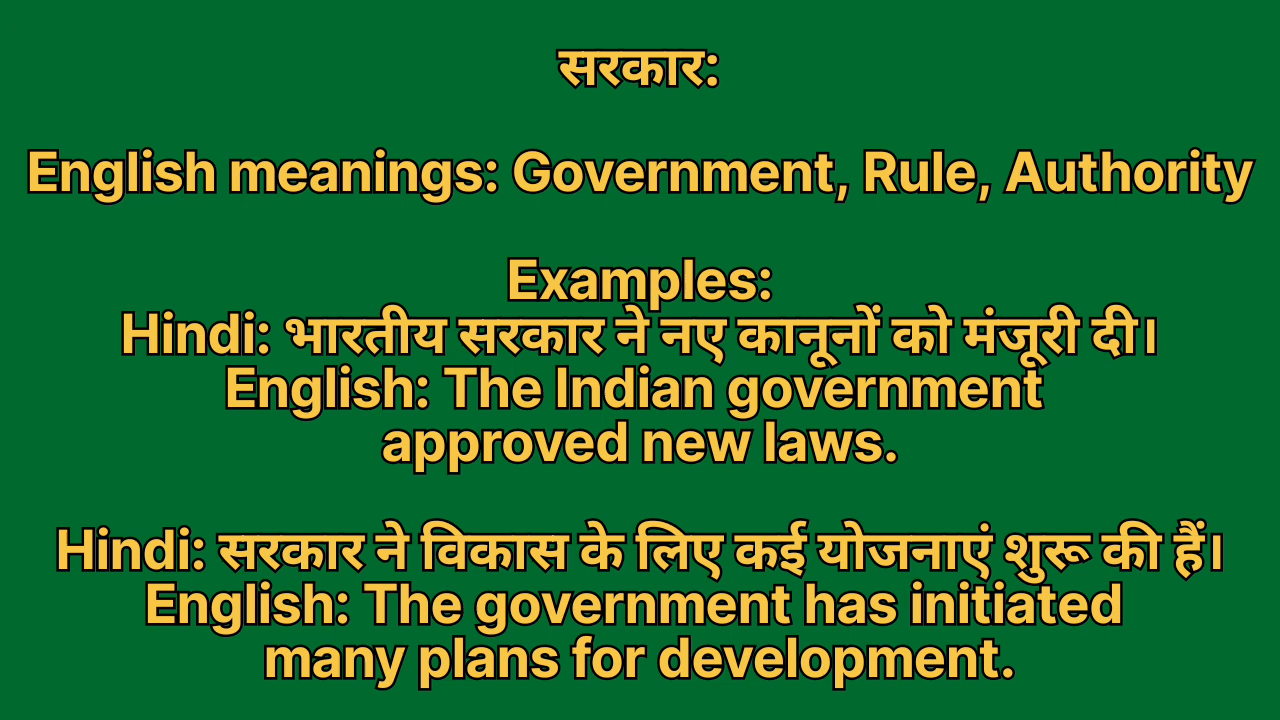 सरकार:
English meanings: Government, Rule, Authority
Examples:
Hindi: भारतीय सरकार ने नए कानूनों को मंजूरी दी।
English: The Indian government
approved new laws.
Hindi: सरकार ने विकास के लिए कई योजनाएं शुरू की हैं।
English: The government has initiated
many plans for development.